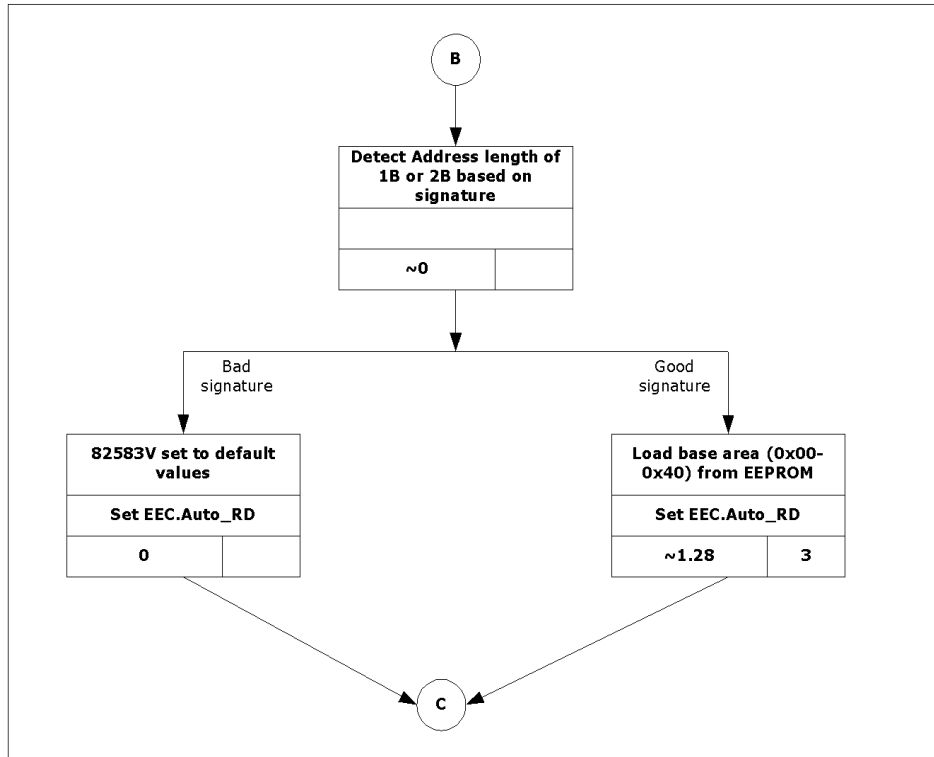 B
Detect Address length of
1B or 2B based on
signature
~0
Bad
signature
Good
signature
82583V set to default
values
Set EEC.Auto_RD
0
Load base area (0x00-
0x40) from EEPROM
Set EEC.Auto_RD
~1.28
3
C